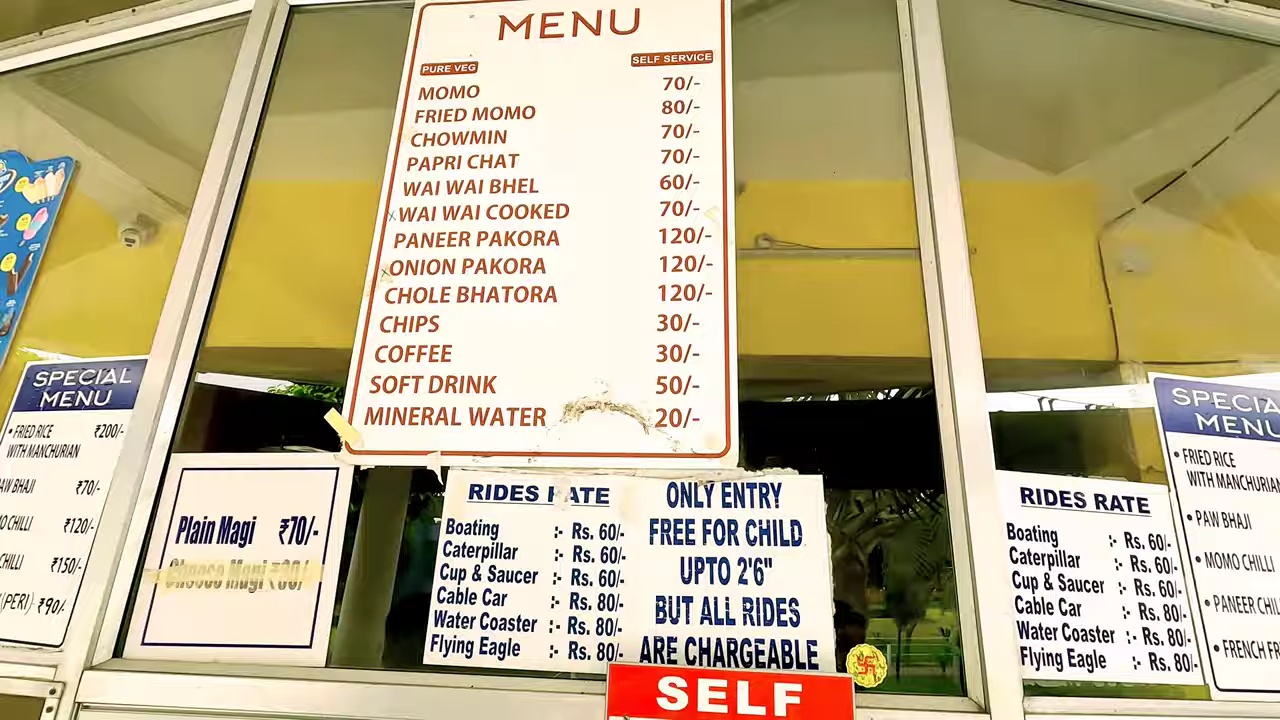 MENU
PURE VEG SELF SERVICE
MOMO 70/-
FRIED MOMO 80/-
CHOWMIN 70/-
PAPRI CHAT 70/-
WAI WAI BHEL 60/-
WAI WAI COOKED 70/-
PANEER PAKORA 120/-
ONION PAKORA 120/-
CHOLE BHATORA 120/-
CHIPS 30/-
COFFEE 30/-
SOFT DRINK 50/-
MINERAL WATER 20/-
SPECIAL
MENU
• FRIED RICE ₹200/-
WITH MANCHURIAN
BHAJI ₹70/-
CHILLI ₹120/-
CHILLI ₹150/-
(PERI) ₹90/-
Plain Magi ₹70/-
RIDES RATE
Boating :- Rs. 60/-
Caterpillar :- Rs. 60/-
Cup & Saucer :- Rs. 60/-
Cable Car :- Rs. 80/-
Water Coaster :- Rs. 80/-
Flying Eagle :- Rs. 80/-
ONLY ENTRY
FREE FOR CHILD
UPTO 2'6"
BUT ALL RIDES
ARE CHARGEABLE
SELF
RIDES RATE
Boating :- Rs. 60/-
Caterpillar :- Rs. 60/-
Cup & Saucer :- Rs. 60/-
Cable Car :- Rs. 80/-
Water Coaster :- Rs. 80/-
Flying Eagle :- Rs. 80/-
MENU
• FRIED RICE
WITH
• PAW BHAJI
• MOMO CHILLI
• PANEER
• FRENCH